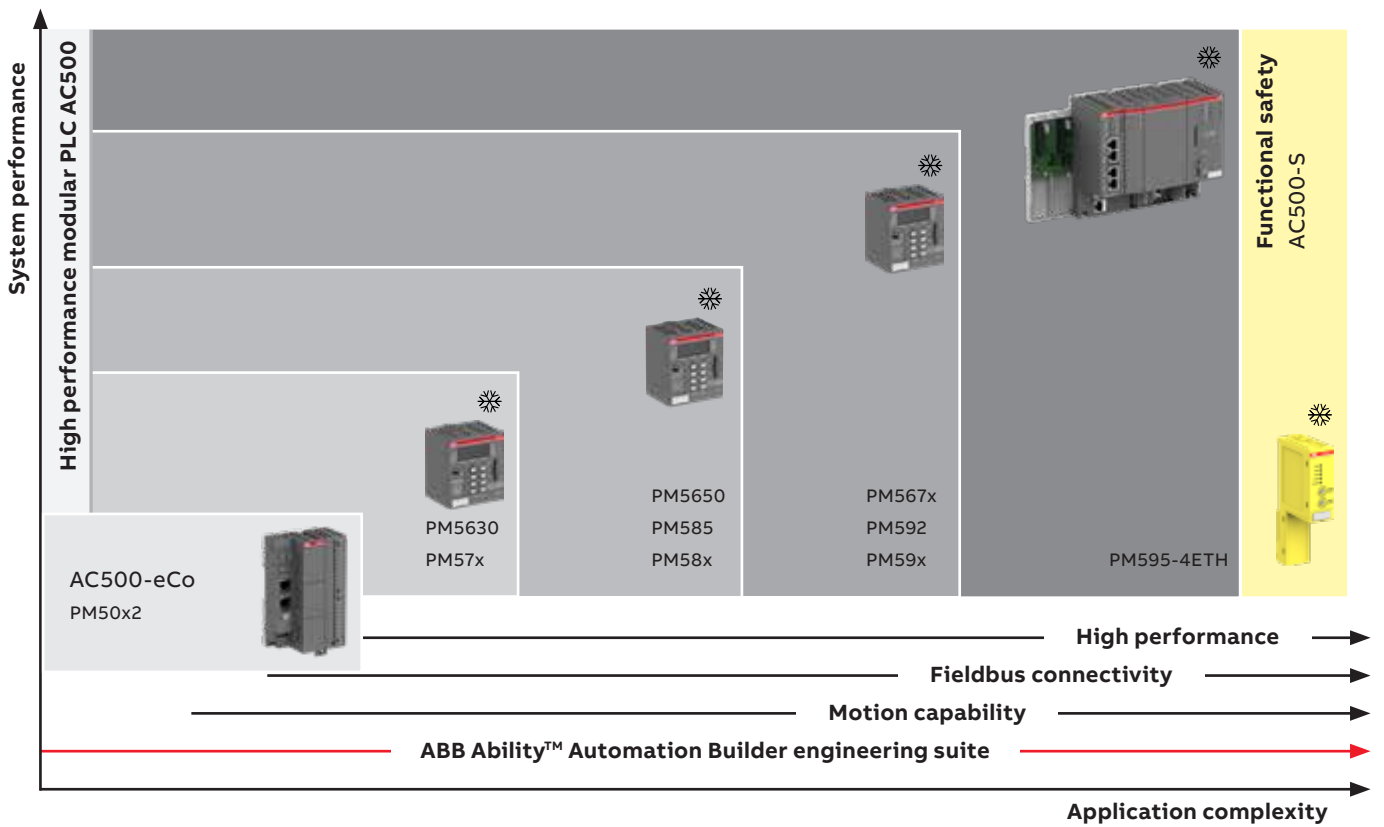 System performance
High performance modular PLC AC500
Functional safety
AC500-S
PM5630
PM57x
PM5650
PM585
PM58x
PM567x
PM592
PM59x
PM595-4ETH
AC500-eCo
PM50x2
High performance
Fieldbus connectivity
Motion capability
ABB Ability™ Automation Builder engineering suite
Application complexity